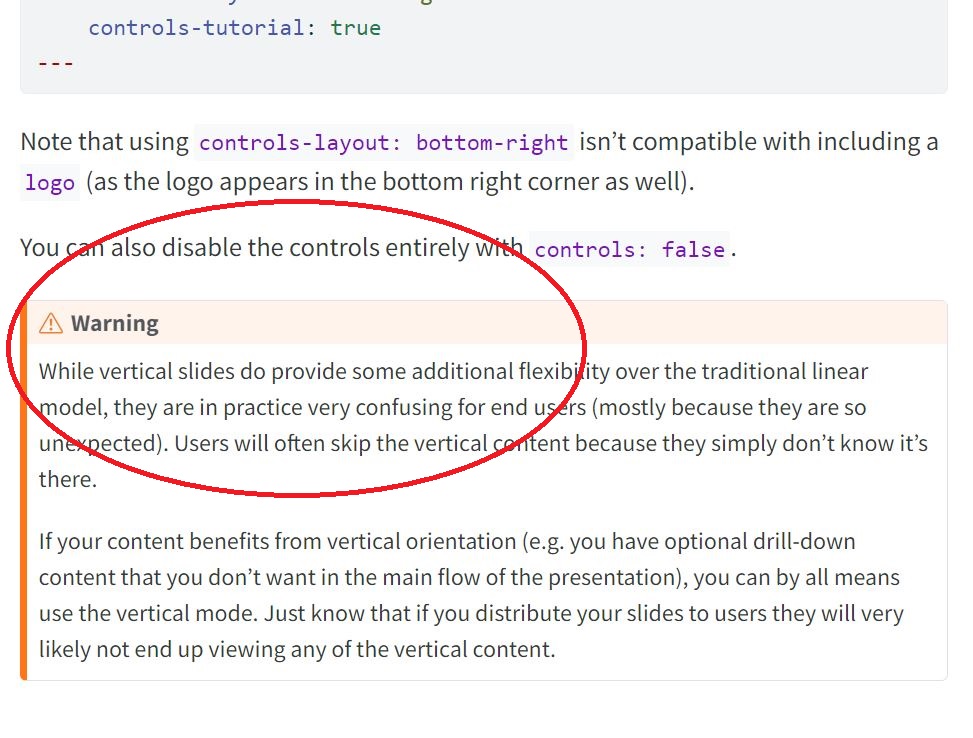 controls-tutorial: true
---
Note that using controls-layout: bottom-right isn’t compatible with including a
logo (as the logo appears in the bottom right corner as well).
You can also disable the controls entirely with controls: false.
Warning
While vertical slides do provide some additional flexibility over the traditional linear
model, they are in practice very confusing for end users (mostly because they are so
unexpected). Users will often skip the vertical content because they simply don’t know it’s
there.
If your content benefits from vertical orientation (e.g. you have optional drill-down
content that you don’t want in the main flow of the presentation), you can by all means
use the vertical mode. Just know that if you distribute your slides to users they will very
likely not end up viewing any of the vertical content.